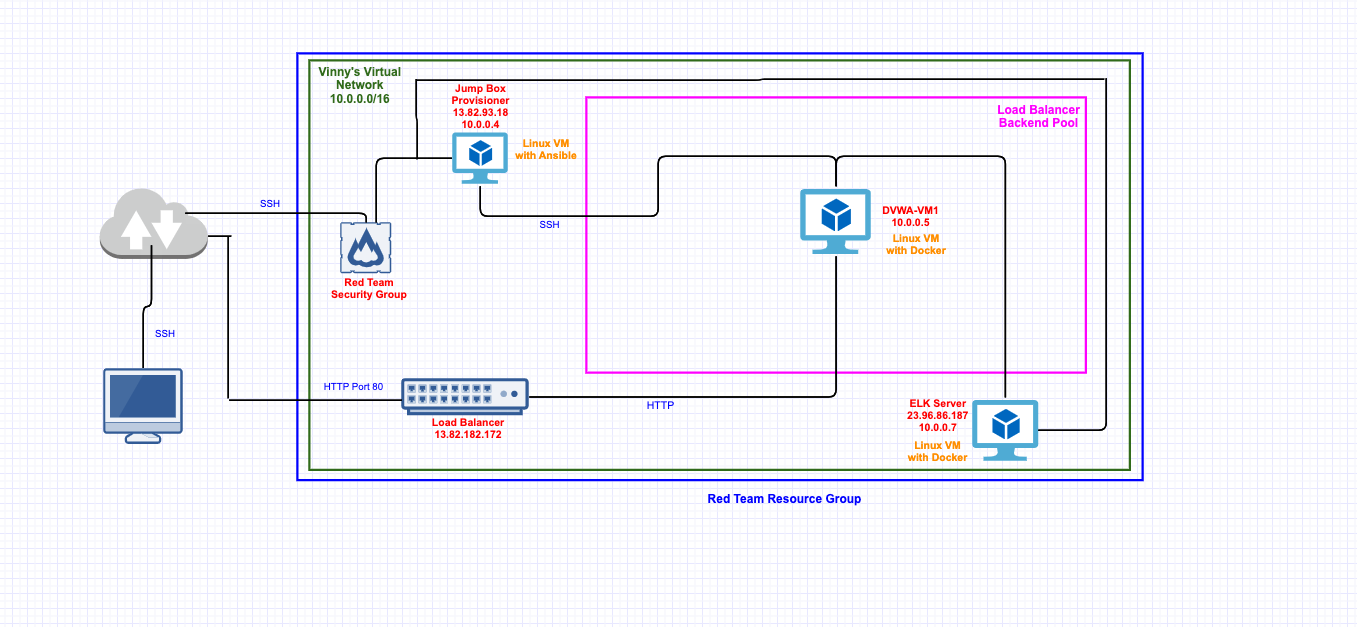 Vinny's Virtual
Network
10.0.0.0/16
Jump Box
Provisioner
13.82.93.18
10.0.0.4
Linux VM
with Ansible
Load Balancer
Backend Pool
SSH
SSH
DVWA-VM1
10.0.0.5
Linux VM
with Docker
Red Team
Security Group
SSH
HTTP Port 80
Load Balancer
13.82.182.172
HTTP
ELK Server
23.96.86.187
10.0.0.7
Linux VM
with Docker
Red Team Resource Group